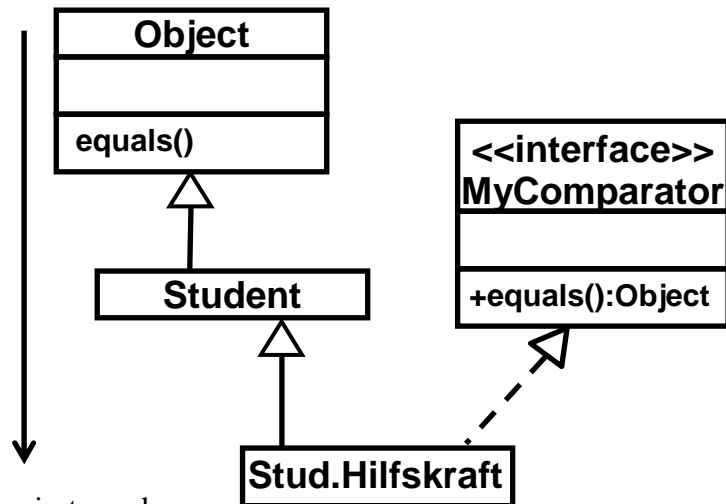 Object
equals()
<<interface>>
MyComparator
+equals():Object
Student
Stud.Hilfskraft